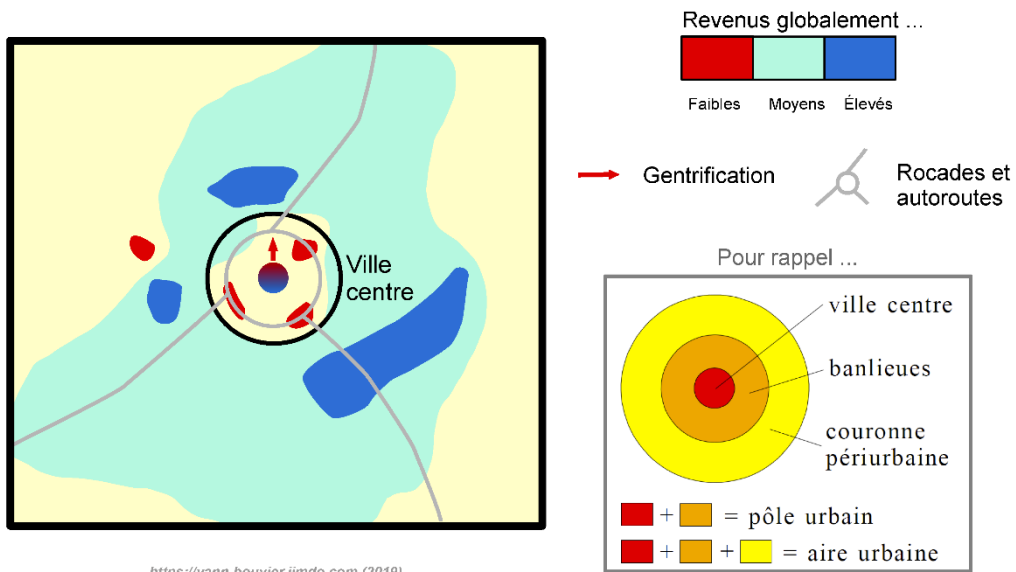 Revenus globalement ...
Faibles
Moyens
Élevés
Gentrification
Rocades et
autoroutes
Ville
centre
Pour rappel ...
ville centre
banlieues
couronne
périurbaine
+ = pôle urbain
+ + = aire urbaine